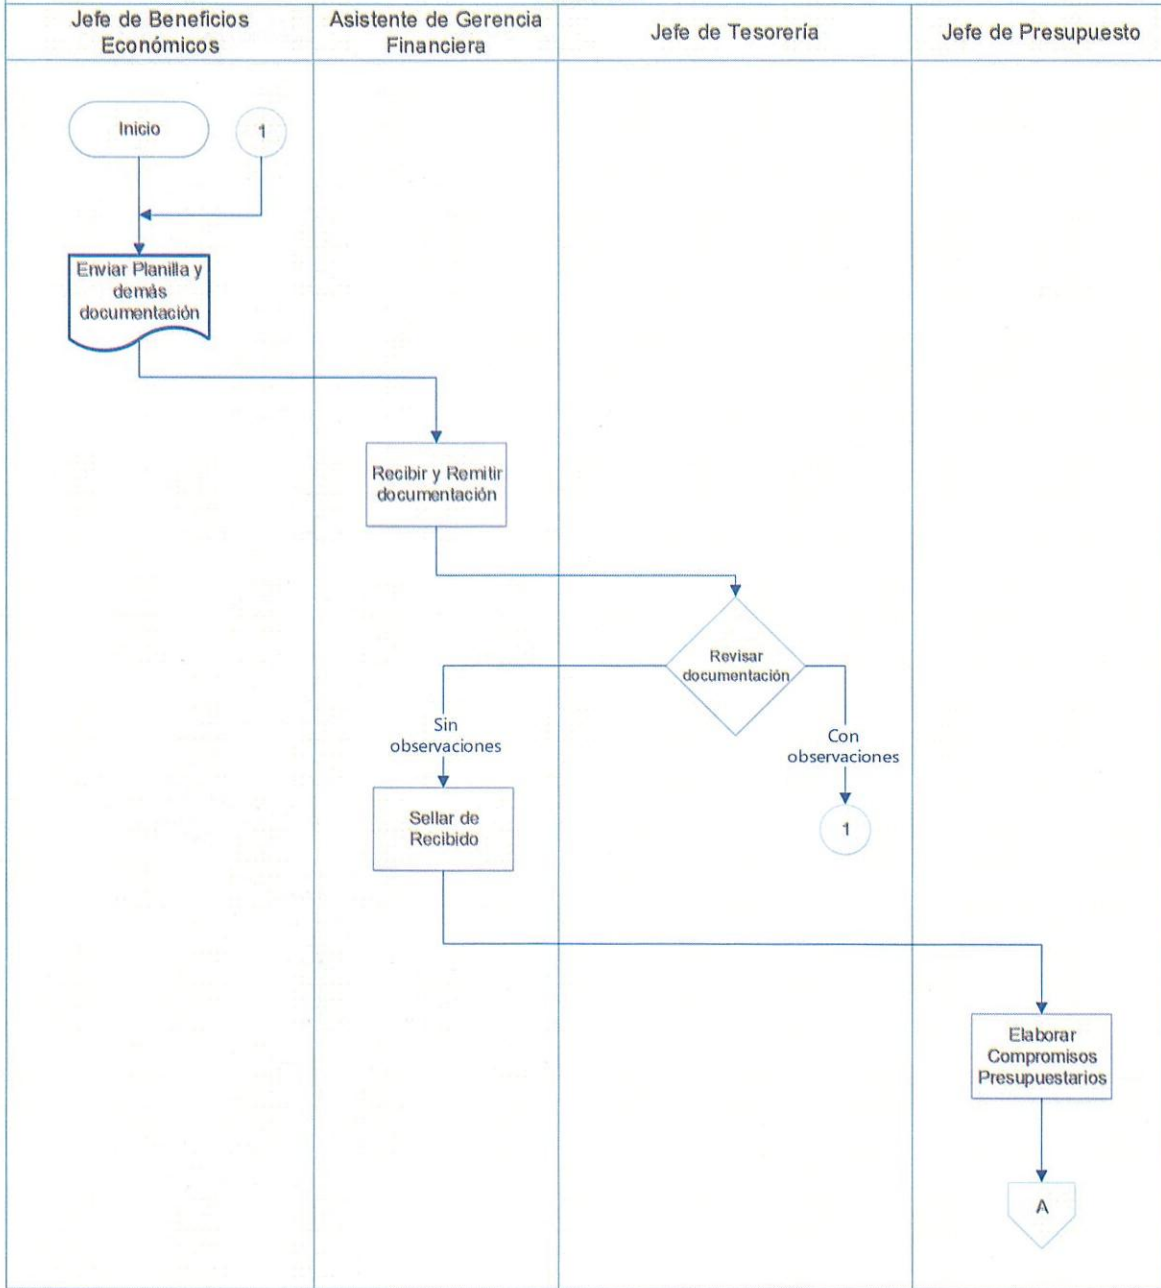 Jefe de Beneficios
Económicos
Asistente de Gerencia
Financiera
Jefe de Tesorería
Jefe de Presupuesto
Inicio
1
Enviar Planilla y
demás
documentación
Recibir y Remitir
documentación
Revisar
documentación
Sin
observaciones
Con
observaciones
Sellar de
Recibido
1
Elaborar
Compromisos
Presupuestarios
A